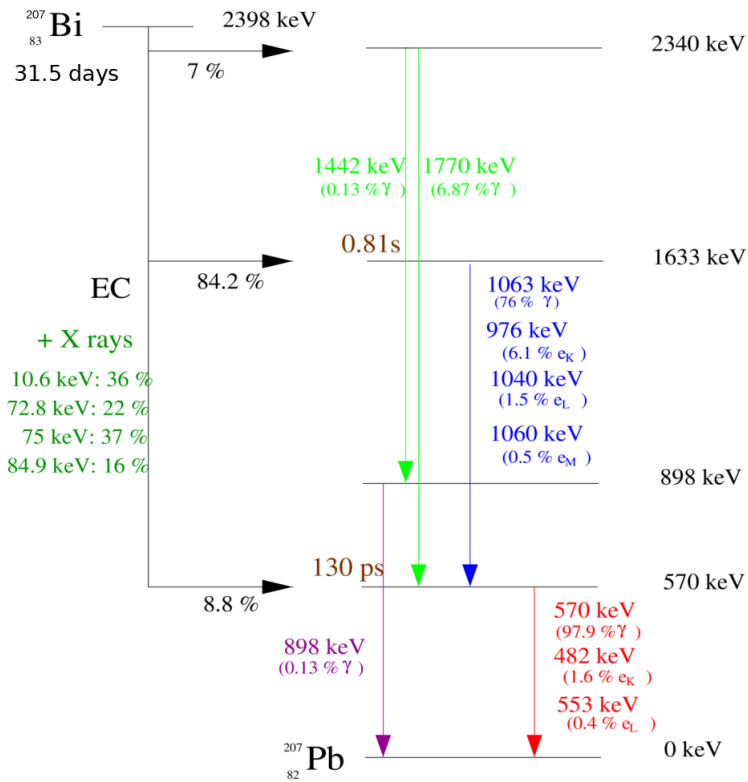 207
83 Bi
2398 keV
2340 keV
31.5 days
7 %
1442 keV
(0.13 %γ )
1770 keV
(6.87 %γ )
0.81s
1633 keV
EC
84.2 %
1063 keV
(76 % γ )
976 keV
(6.1 % eK )
1040 keV
(1.5 % eL )
1060 keV
(0.5 % eM )
+ X rays
10.6 keV: 36 %
72.8 keV: 22 %
75 keV: 37 %
84.9 keV: 16 %
898 keV
130 ps
570 keV
8.8 %
898 keV
(0.13 % γ )
570 keV
(97.9 %γ )
482 keV
(1.6 % eK )
553 keV
(0.4 % eL )
207
82 Pb
0 keV